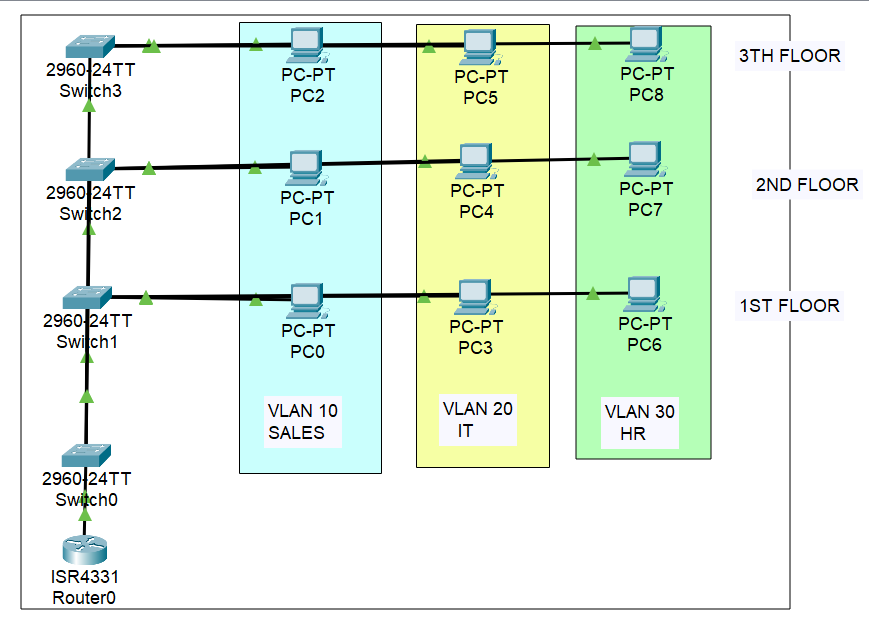 2960-24TT
Switch3
PC-PT
PC2
PC-PT
PC5
PC-PT
PC8
3TH FLOOR
2960-24TT
Switch2
PC-PT
PC1
PC-PT
PC4
PC-PT
PC7
2ND FLOOR
2960-24TT
Switch1
PC-PT
PC0
PC-PT
PC3
PC-PT
PC6
1ST FLOOR
VLAN 10
SALES
VLAN 20
IT
VLAN 30
HR
2960-24TT
Switch0
ISR4331
Router0